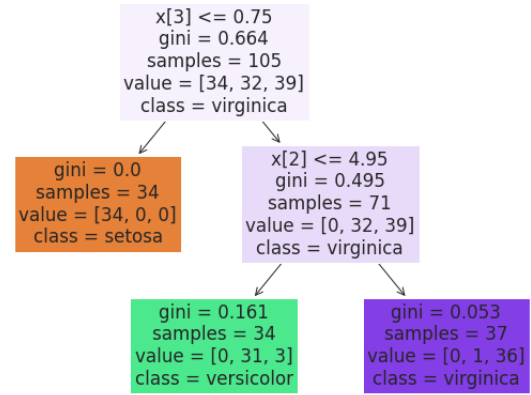 x[3] <= 0.75
gini = 0.664
samples = 105
value = [34, 32, 39]
class = virginica
gini = 0.0
samples = 34
value = [34, 0, 0]
class = setosa
x[2] <= 4.95
gini = 0.495
samples = 71
value = [0, 32, 39]
class = virginica
gini = 0.161
samples = 34
value = [0, 31, 3]
class = versicolor
gini = 0.053
samples = 37
value = [0, 1, 36]
class = virginica